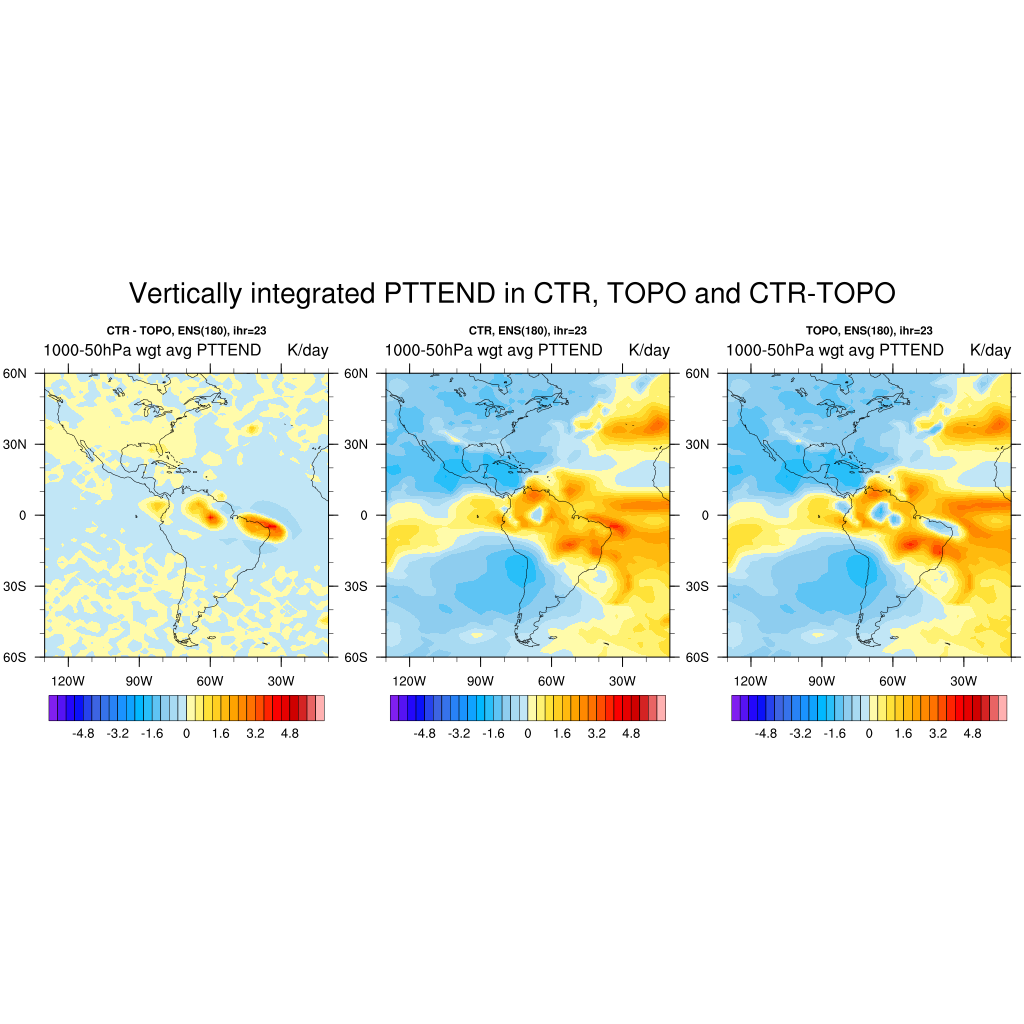 Vertically integrated PTTEND in CTR, TOPO and CTR-TOPO
CTR - TOPO, ENS(180), ihr=23
1000-50hPa wgt avg PTTEND K/day
60N
30N
0
30S
60S
120W 90W 60W 30W
-4.8 -3.2 -1.6 0 1.6 3.2 4.8
CTR, ENS(180), ihr=23
1000-50hPa wgt avg PTTEND K/day
60N
30N
0
30S
60S
120W 90W 60W 30W
-4.8 -3.2 -1.6 0 1.6 3.2 4.8
TOPO, ENS(180), ihr=23
1000-50hPa wgt avg PTTEND K/day
60N
30N
0
30S
60S
120W 90W 60W 30W
-4.8 -3.2 -1.6 0 1.6 3.2 4.8